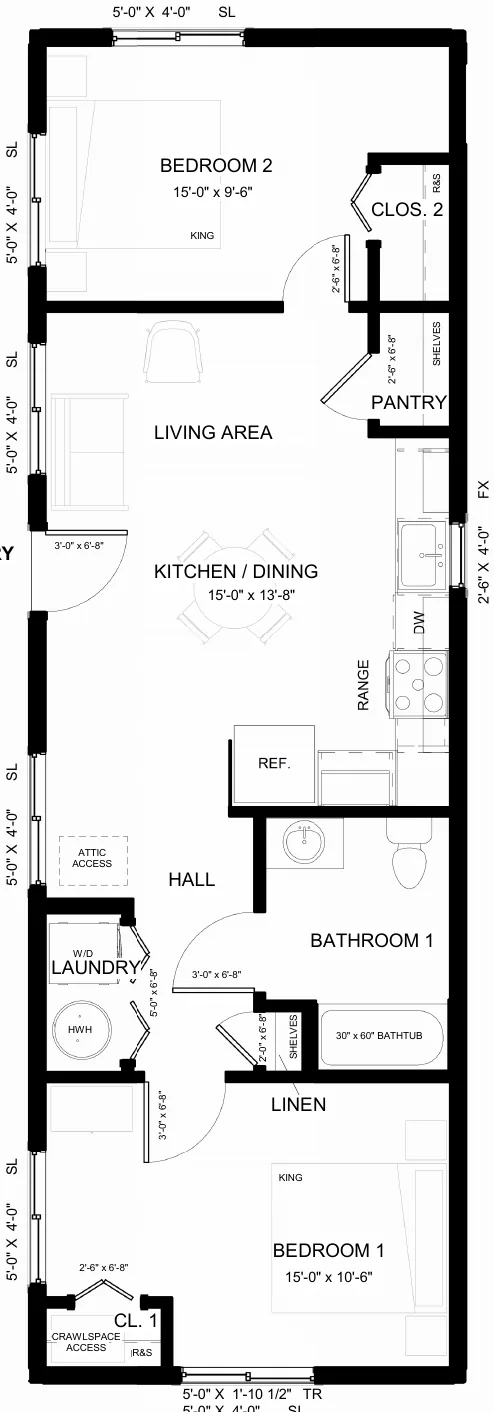 5'-0" X 4'-0" SL
5'-0" X 4'-0" SL
BEDROOM 2
15'-0" x 9'-6"
KING
R&S
CLOS. 2
2'-6" x 6'-8"
5'-0" X 4'-0" SL
2'-6" x 6'-8"
SHELVES
PANTRY
LIVING AREA
2'-6" X 4'-0" FX
RY
3'-0" x 6'-8"
KITCHEN / DINING
15'-0" x 13'-8"
DW
RANGE
REF.
5'-0" X 4'-0" SL
ATTIC
ACCESS
HALL
BATHROOM 1
W/D
LAUNDRY
5'-0" x 6'-8"
3'-0" x 6'-8"
HWH
2'-0" x 6'-8"
SHELVES
30" x 60" BATHTUB
LINEN
3'-0" x 6'-8"
KING
5'-0" X 4'-0" SL
BEDROOM 1
15'-0" x 10'-6"
2'-6" x 6'-8"
CL. 1
CRAWLSPACE
ACCESS
R&S
5'-0" X 1'-10 1/2" TR
5'-0" X 4'-0" SL